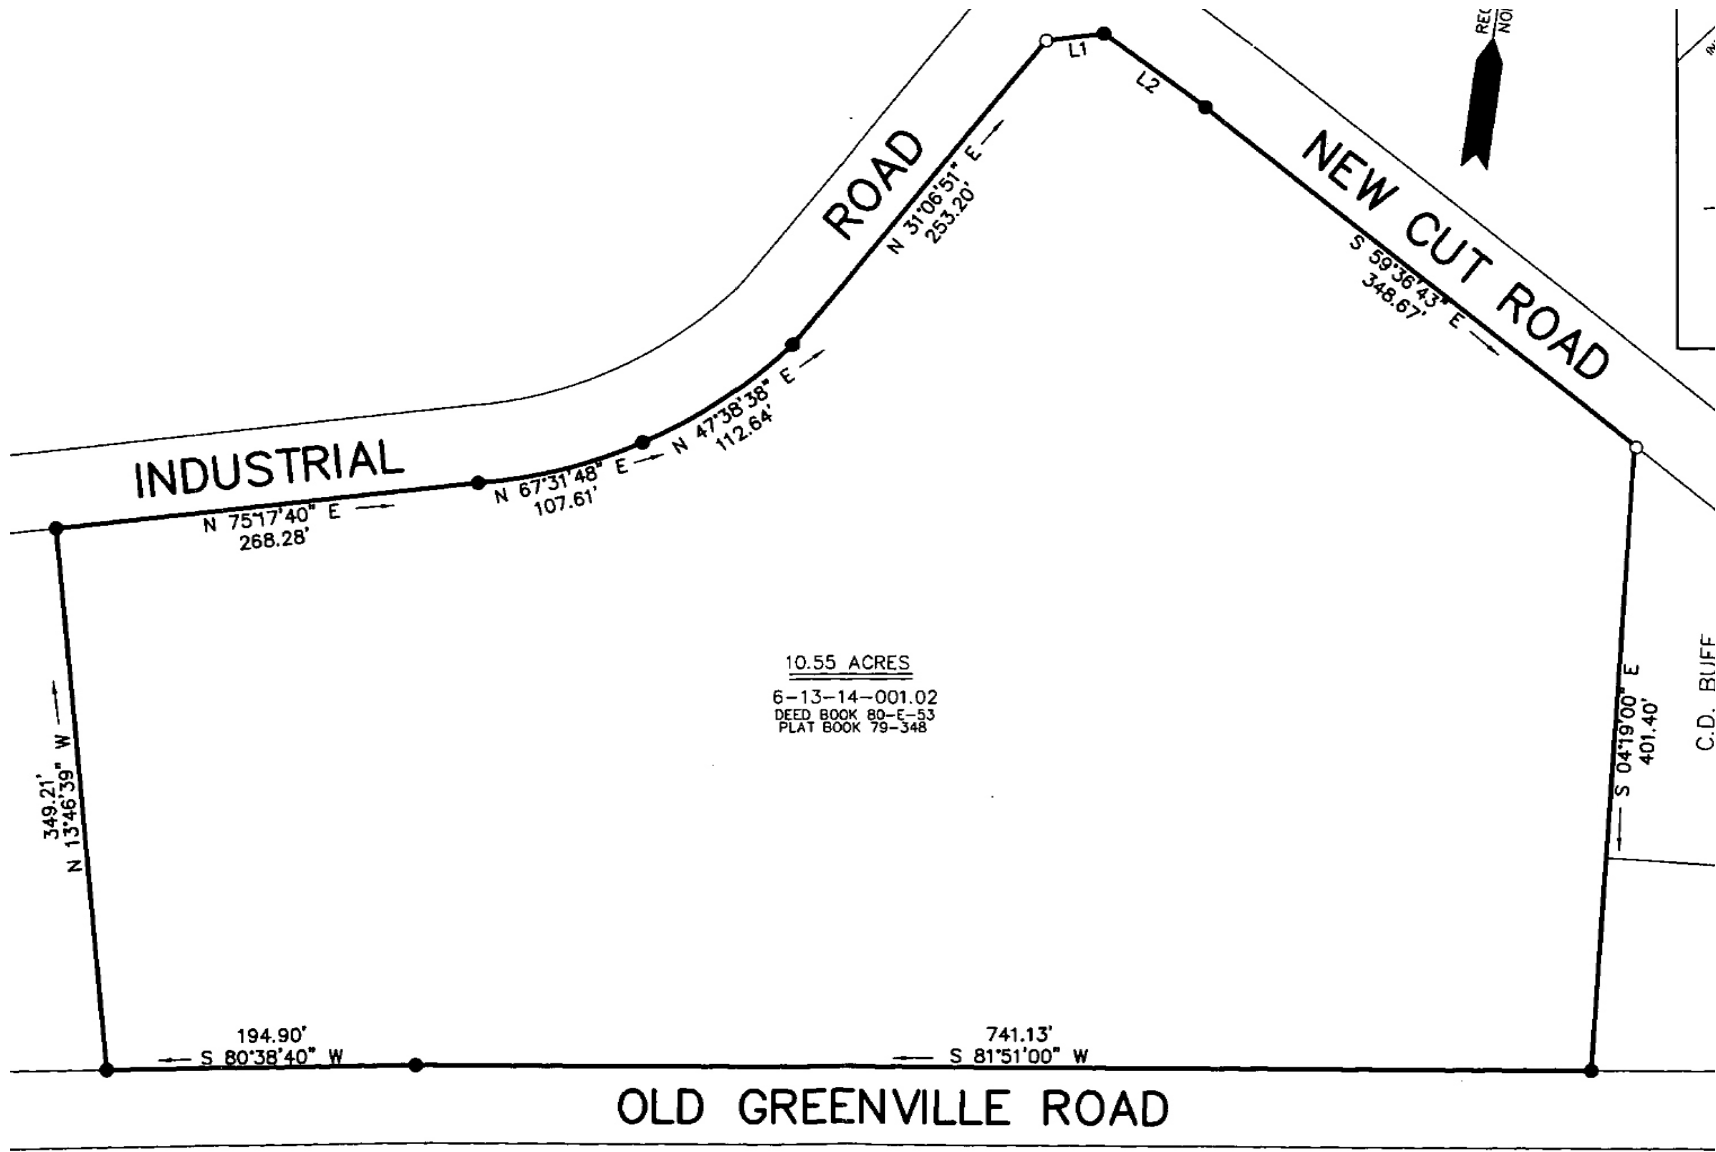 REC
NOI
L1
L2
ROAD
N 31°06'51" E
253.20'
NEW CUT ROAD
S 59°36'43" E
348.67'
N 47°38'38" E
112.64'
INDUSTRIAL
N 67°31'48" E
107.61'
N 75°17'40" E
268.28'
10.55 ACRES
6-13-14-001.02
DEED BOOK 80-E-53
PLAT BOOK 79-348
349.21'
N 13°46'39" W
S 04°19'00" E
401.40'
C.D. BUFF
194.90'
S 80°38'40" W
741.13'
S 81°51'00" W
OLD GREENVILLE ROAD